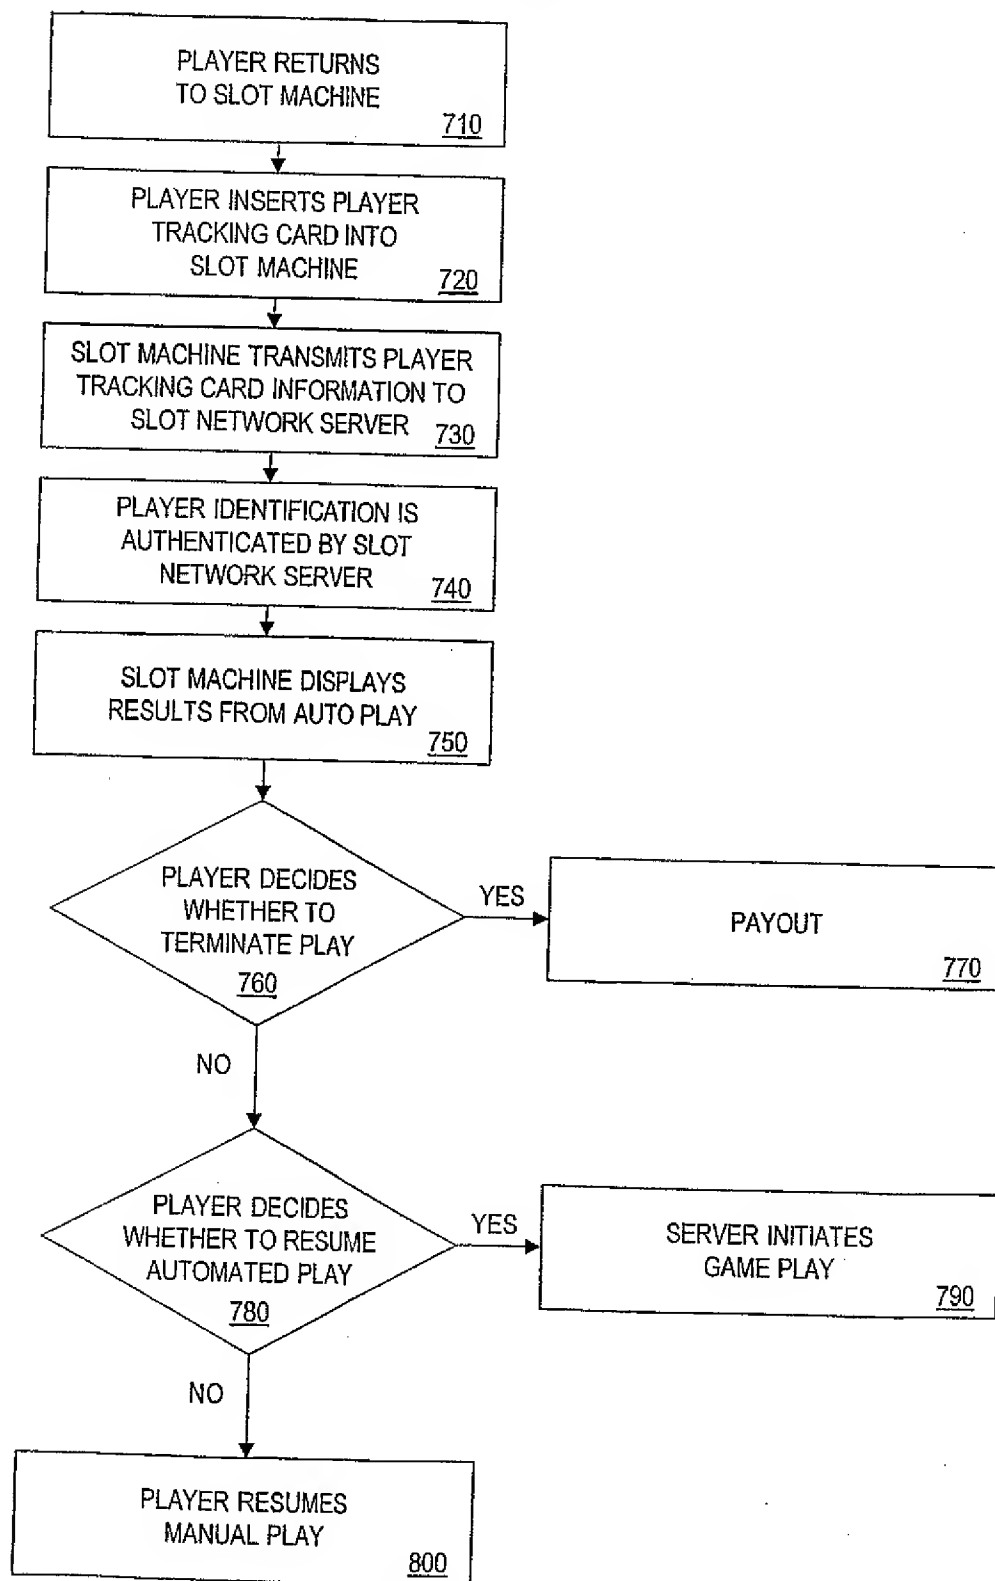 PLAYER RETURNS
TO SLOT MACHINE
710
PLAYER INSERTS PLAYER
TRACKING CARD INTO
SLOT MACHINE
720
SLOT MACHINE TRANSMITS PLAYER
TRACKING CARD INFORMATION TO
SLOT NETWORK SERVER
730
PLAYER IDENTIFICATION IS
AUTHENTICATED BY SLOT
NETWORK SERVER
740
SLOT MACHINE DISPLAYS
RESULTS FROM AUTO PLAY
750
PLAYER DECIDES
WHETHER TO
TERMINATE PLAY
760
YES
PAYOUT
770
NO
PLAYER DECIDES
WHETHER TO RESUME
AUTOMATED PLAY
780
YES
SERVER INITIATES
GAME PLAY
790
NO
PLAYER RESUMES
MANUAL PLAY
800